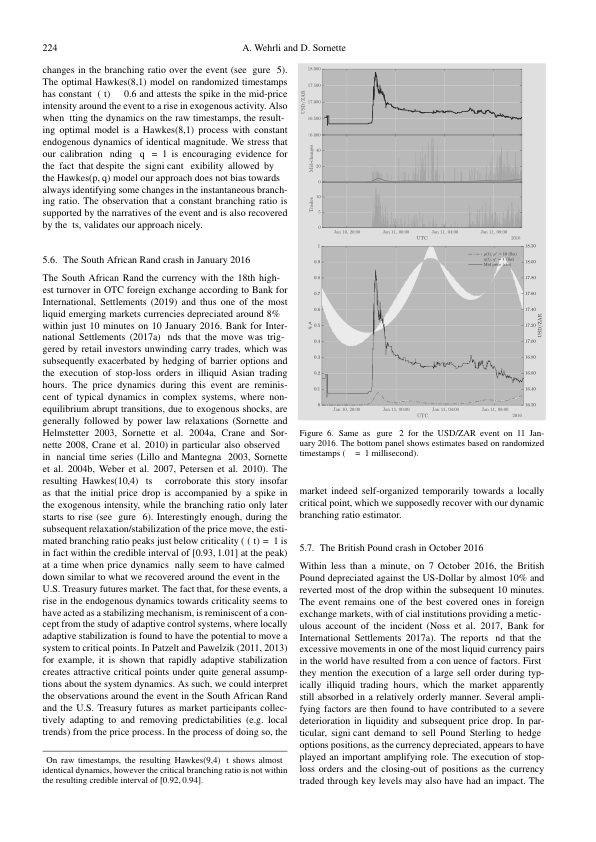 224
A. Wehrli and D. Sornette
changes in the branching ratio over the event (see gure 5).
The optimal Hawkes(8,1) model on randomized timestamps
has constant ( t) 0.6 and attests the spike in the mid-price
intensity around the event to a rise in exogenous activity. Also
when tting the dynamics on the raw timestamps, the result-
ing optimal model is a Hawkes(8,1) process with constant
endogenous dynamics of identical magnitude. We stress that
our calibration nding q = 1 is encouraging evidence for
the fact that despite the signi cant exibility allowed by
the Hawkes(p, q) model our approach does not bias towards
always identifying some changes in the instantaneous branch-
ing ratio. The observation that a constant branching ratio is
supported by the narratives of the event and is also recovered
by the ts, validates our approach nicely.
5.6. The South African Rand crash in January 2016
The South African Rand the currency with the 18th high-
est turnover in OTC foreign exchange according to Bank for
International, Settlements (2019) and thus one of the most
liquid emerging markets currencies depreciated around 8%
within just 10 minutes on 10 January 2016. Bank for Inter-
national Settlements (2017a) nds that the move was trig-
gered by retail investors unwinding carry trades, which was
subsequently exacerbated by hedging of barrier options and
the execution of stop-loss orders in illiquid Asian trading
hours. The price dynamics during this event are reminis-
cent of typical dynamics in complex systems, where non-
equilibrium abrupt transitions, due to exogenous shocks, are
generally followed by power law relaxations (Sornette and
Helmstetter 2003, Sornette et al. 2004a, Crane and Sor-
nette 2008, Crane et al. 2010) in particular also observed
in nancial time series (Lillo and Mantegna 2003, Sornette
et al. 2004b, Weber et al. 2007, Petersen et al. 2010). The
resulting Hawkes(10,4) ts corroborate this story insofar
as that the initial price drop is accompanied by a spike in
the exogenous intensity, while the branching ratio only later
starts to rise (see gure 6). Interestingly enough, during the
subsequent relaxation/stabilization of the price move, the esti-
mated branching ratio peaks just below criticality ( ( t) = 1 is
in fact within the credible interval of [0.93, 1.01] at the peak)
at a time when price dynamics nally seem to have calmed
down similar to what we recovered around the event in the
U.S. Treasury futures market. The fact that, for these events, a
rise in the endogenous dynamics towards criticality seems to
have acted as a stabilizing mechanism, is reminiscent of a con-
cept from the study of adaptive control systems, where locally
adaptive stabilization is found to have the potential to move a
system to critical points. In Patzelt and Pawelzik (2011, 2013)
for example, it is shown that rapidly adaptive stabilization
creates attractive critical points under quite general assump-
tions about the system dynamics. As such, we could interpret
the observations around the event in the South African Rand
and the U.S. Treasury futures as market participants collec-
tively adapting to and removing predictabilities (e.g. local
trends) from the price process. In the process of doing so, the
On raw timestamps, the resulting Hawkes(9,4) t shows almost
identical dynamics, however the critical branching ratio is not within
the resulting credible interval of [0.92, 0.94].
USD/ZAR
Mid-changes
Trades
Jan 10, 20:00
Jan 11, 00:00
Jan 11, 04:00
Jan 11, 08:00
UTC
2016
USD/ZAR
Jan 10, 20:00
Jan 11, 00:00
Jan 11, 04:00
Jan 11, 08:00
UTC
2016
Figure 6. Same as gure 2 for the USD/ZAR event on 11 Jan-
uary 2016. The bottom panel shows estimates based on randomized
timestamps ( = 1 millisecond).
market indeed self-organized temporarily towards a locally
critical point, which we supposedly recover with our dynamic
branching ratio estimator.
5.7. The British Pound crash in October 2016
Within less than a minute, on 7 October 2016, the British
Pound depreciated against the US-Dollar by almost 10% and
reverted most of the drop within the subsequent 10 minutes.
The event remains one of the best covered ones in foreign
exchange markets, with of cial institutions providing a metic-
ulous account of the incident (Noss et al. 2017, Bank for
International Settlements 2017a). The reports nd that the
excessive movements in one of the most liquid currency pairs
in the world have resulted from a con uence of factors. First
they mention the execution of a large sell order during typ-
ically illiquid trading hours, which the market apparently
still absorbed in a relatively orderly manner. Several ampli-
fying factors are then found to have contributed to a severe
deterioration in liquidity and subsequent price drop. In par-
ticular, signi cant demand to sell Pound Sterling to hedge
options positions, as the currency depreciated, appears to have
played an important amplifying role. The execution of stop-
loss orders and the closing-out of positions as the currency
traded through key levels may also have had an impact. The